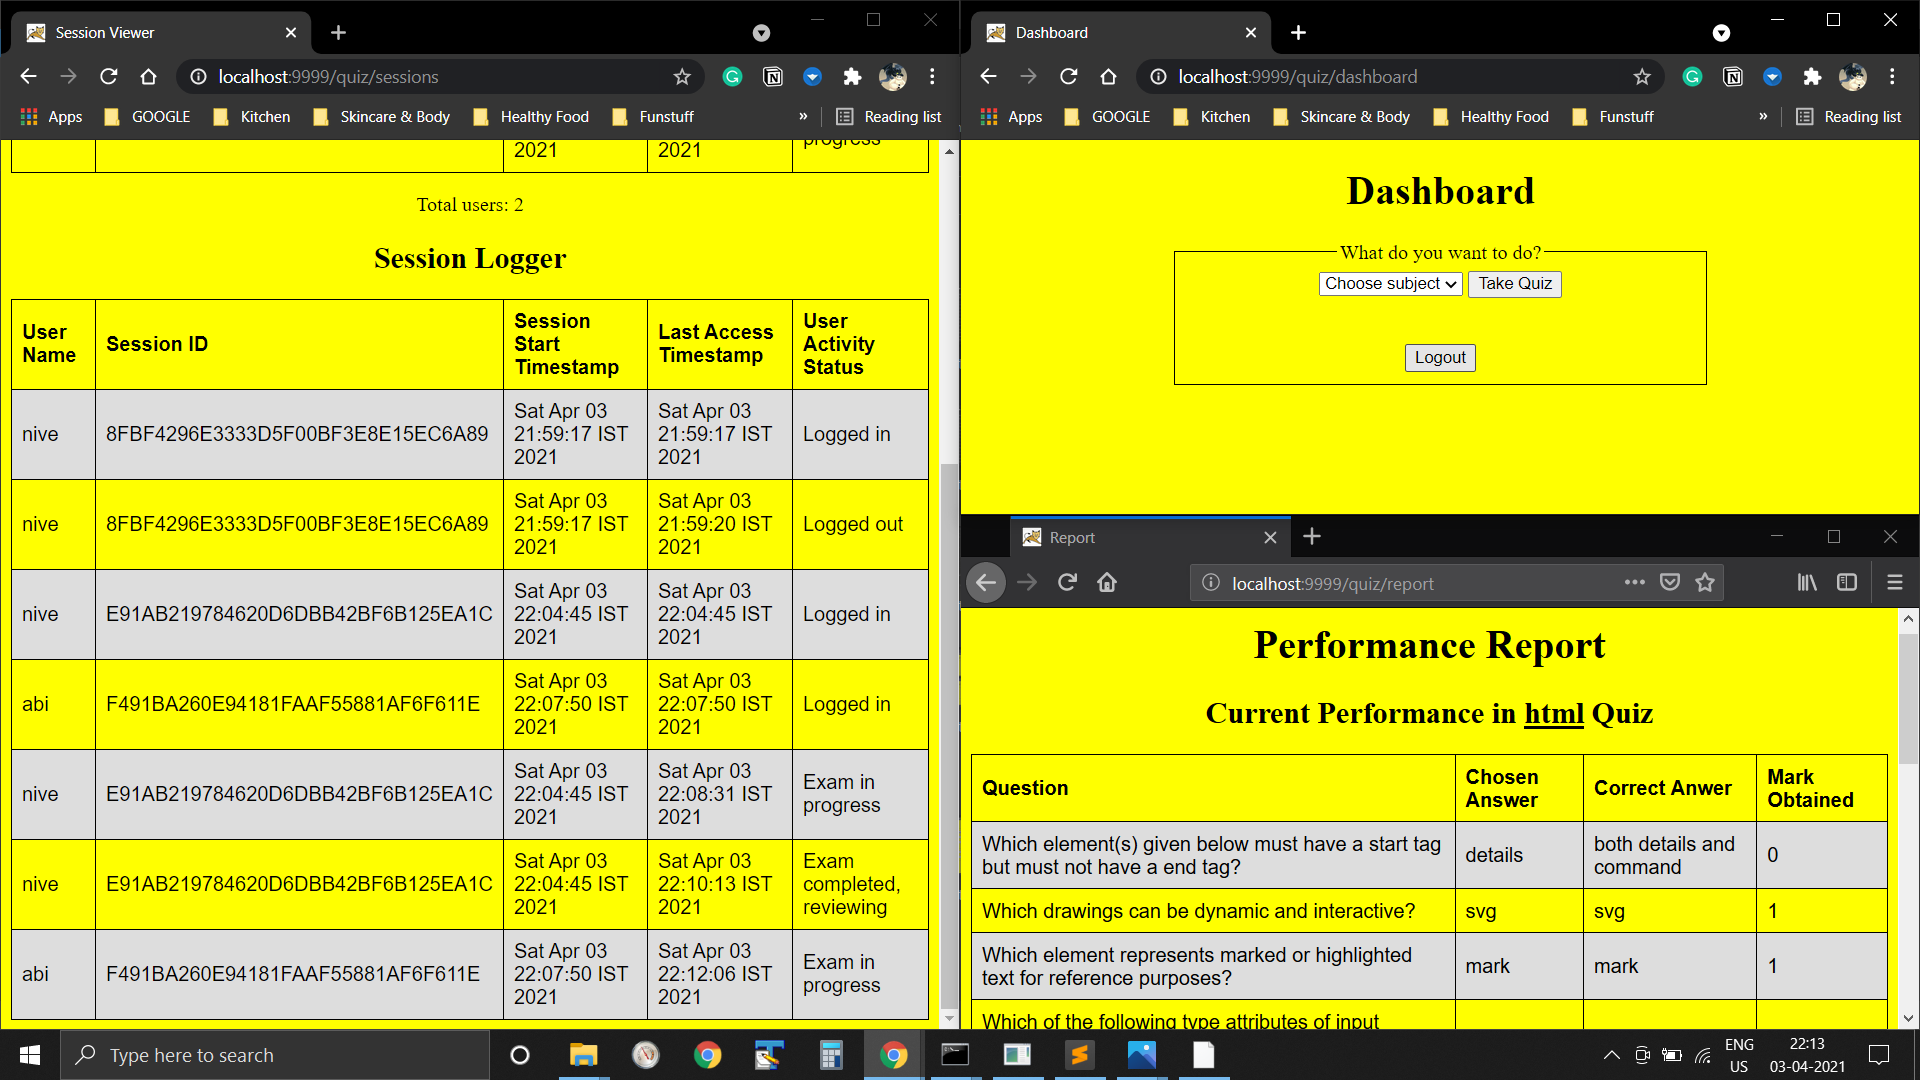 Session Viewer
localhost:9999/quiz/sessions
Apps GOOGLE Kitchen Skincare & Body Healthy Food Funstuff » Reading list
2021 2021 progress
Total users: 2
Session Logger
User Name Session ID Session Start Timestamp Last Access Timestamp User Activity Status
nive 8FBF4296E3333D5F00BF3E8E15EC6A89 Sat Apr 03 21:59:17 IST 2021 Sat Apr 03 21:59:17 IST 2021 Logged in
nive 8FBF4296E3333D5F00BF3E8E15EC6A89 Sat Apr 03 21:59:17 IST 2021 Sat Apr 03 21:59:20 IST 2021 Logged out
nive E91AB219784620D6DBB42BF6B125EA1C Sat Apr 03 22:04:45 IST 2021 Sat Apr 03 22:04:45 IST 2021 Logged in
abi F491BA260E94181FAAF55881AF6F611E Sat Apr 03 22:07:50 IST 2021 Sat Apr 03 22:07:50 IST 2021 Logged in
nive E91AB219784620D6DBB42BF6B125EA1C Sat Apr 03 22:04:45 IST 2021 Sat Apr 03 22:08:31 IST 2021 Exam in progress
nive E91AB219784620D6DBB42BF6B125EA1C Sat Apr 03 22:04:45 IST 2021 Sat Apr 03 22:10:13 IST 2021 Exam completed, reviewing
abi F491BA260E94181FAAF55881AF6F611E Sat Apr 03 22:07:50 IST 2021 Sat Apr 03 22:12:06 IST 2021 Exam in progress
Dashboard
localhost:9999/quiz/dashboard
Apps GOOGLE Kitchen Skincare & Body Healthy Food Funstuff » Reading list
Dashboard
What do you want to do?
Choose subject Take Quiz
Logout
Report
localhost:9999/quiz/report
Performance Report
Current Performance in html Quiz
Question Chosen Answer Correct Anwer Mark Obtained
Which element(s) given below must have a start tag but must not have a end tag? details both details and command 0
Which drawings can be dynamic and interactive? svg svg 1
Which element represents marked or highlighted text for reference purposes? mark mark 1
Which of the following type attributes of input
Type here to search
ENG US
22:13
03-04-2021